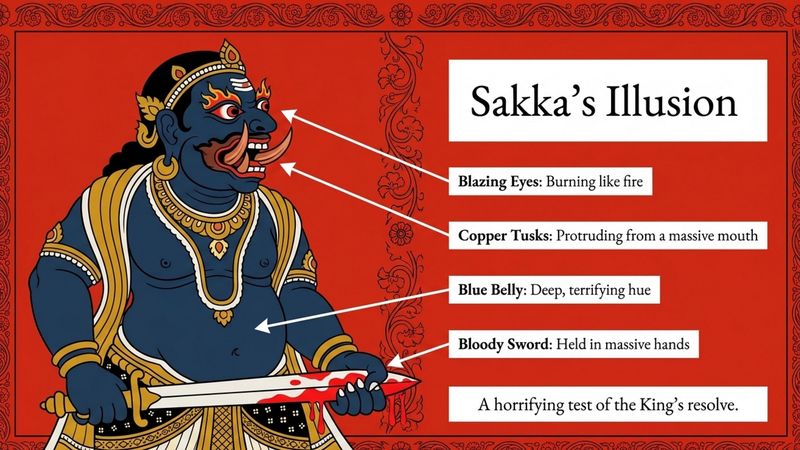 Sakka’s Illusion
Blazing Eyes: Burning like fire
Copper Tusks: Protruding from a massive mouth
Blue Belly: Deep, terrifying hue
Bloody Sword: Held in massive hands
A horrifying test of the King’s resolve.